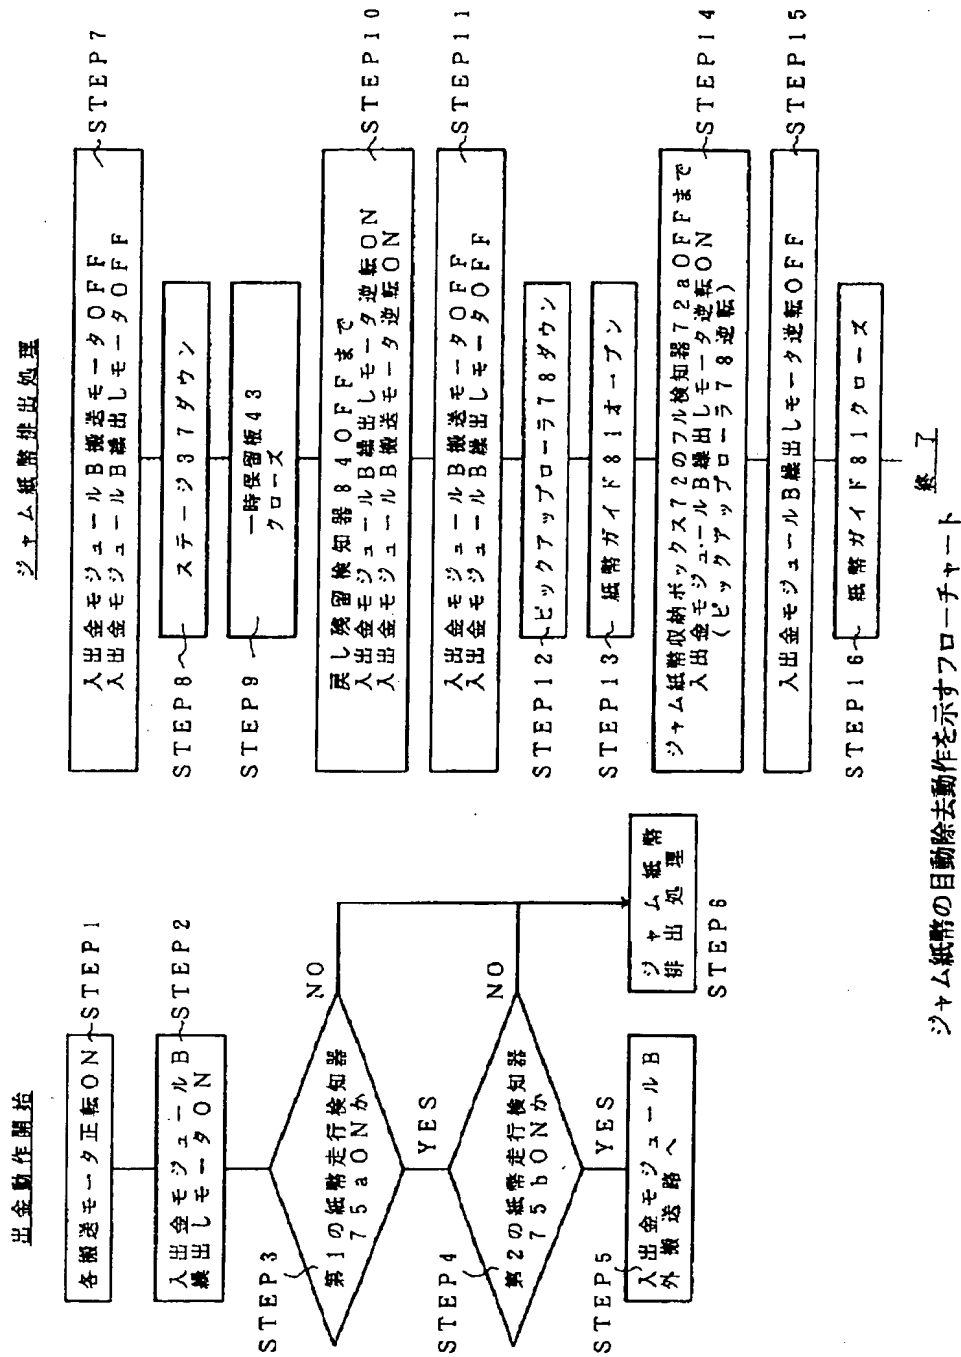 出金動作開始
各搬送モータ正転ON
STEP1
入出金モジュールB
繰出しモータON
STEP2
STEP3
第1の紙幣走行検知器
75aONか
NO
YES
STEP4
第2の紙幣走行検知器
75bONか
NO
YES
STEP5
入出金モジュールB
外搬送路へ
ジャム紙幣
排出処理
STEP6
ジャム紙幣排出処理
入出金モジュールB搬送モータOFF
入出金モジュールB繰出しモータOFF
STEP7
STEP8
ステージ37ダウン
STEP9
一時保留板43
クローズ
戻し残留検知器84OFFまで
入出金モジュールB繰出しモータ逆転ON
入出金モジュールB搬送モータ逆転ON
STEP10
入出金モジュールB搬送モータOFF
入出金モジュールB繰出しモータOFF
STEP11
STEP12
ピックアップローラ78ダウン
STEP13
紙幣ガイド81オープン
ジャム紙幣収納ボックス72のフル検知器72aOFFまで
入出金モジュールB繰出しモータ逆転ON
(ピックアップローラ78逆転)
STEP14
入出金モジュールB繰出しモータ逆転OFF
STEP15
STEP16
紙幣ガイド81クローズ
終了
ジャム紙幣の自動除去動作を示すフローチャート